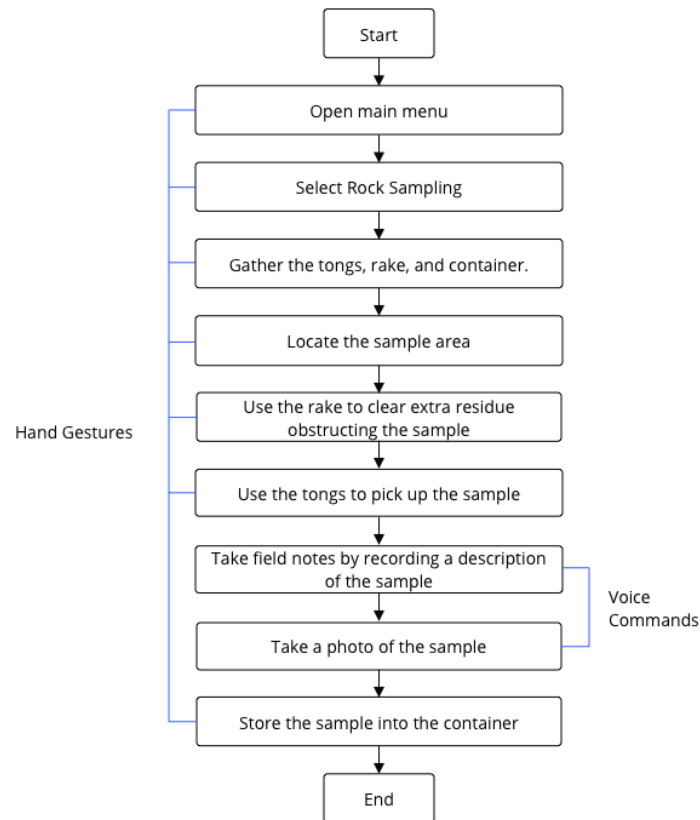 Start
Open main menu
Select Rock Sampling
Gather the tongs, rake, and container.
Locate the sample area
Use the rake to clear extra residue
obstructing the sample
Hand Gestures
Use the tongs to pick up the sample
Take field notes by recording a description
of the sample
Voice
Commands
Take a photo of the sample
Store the sample into the container
End